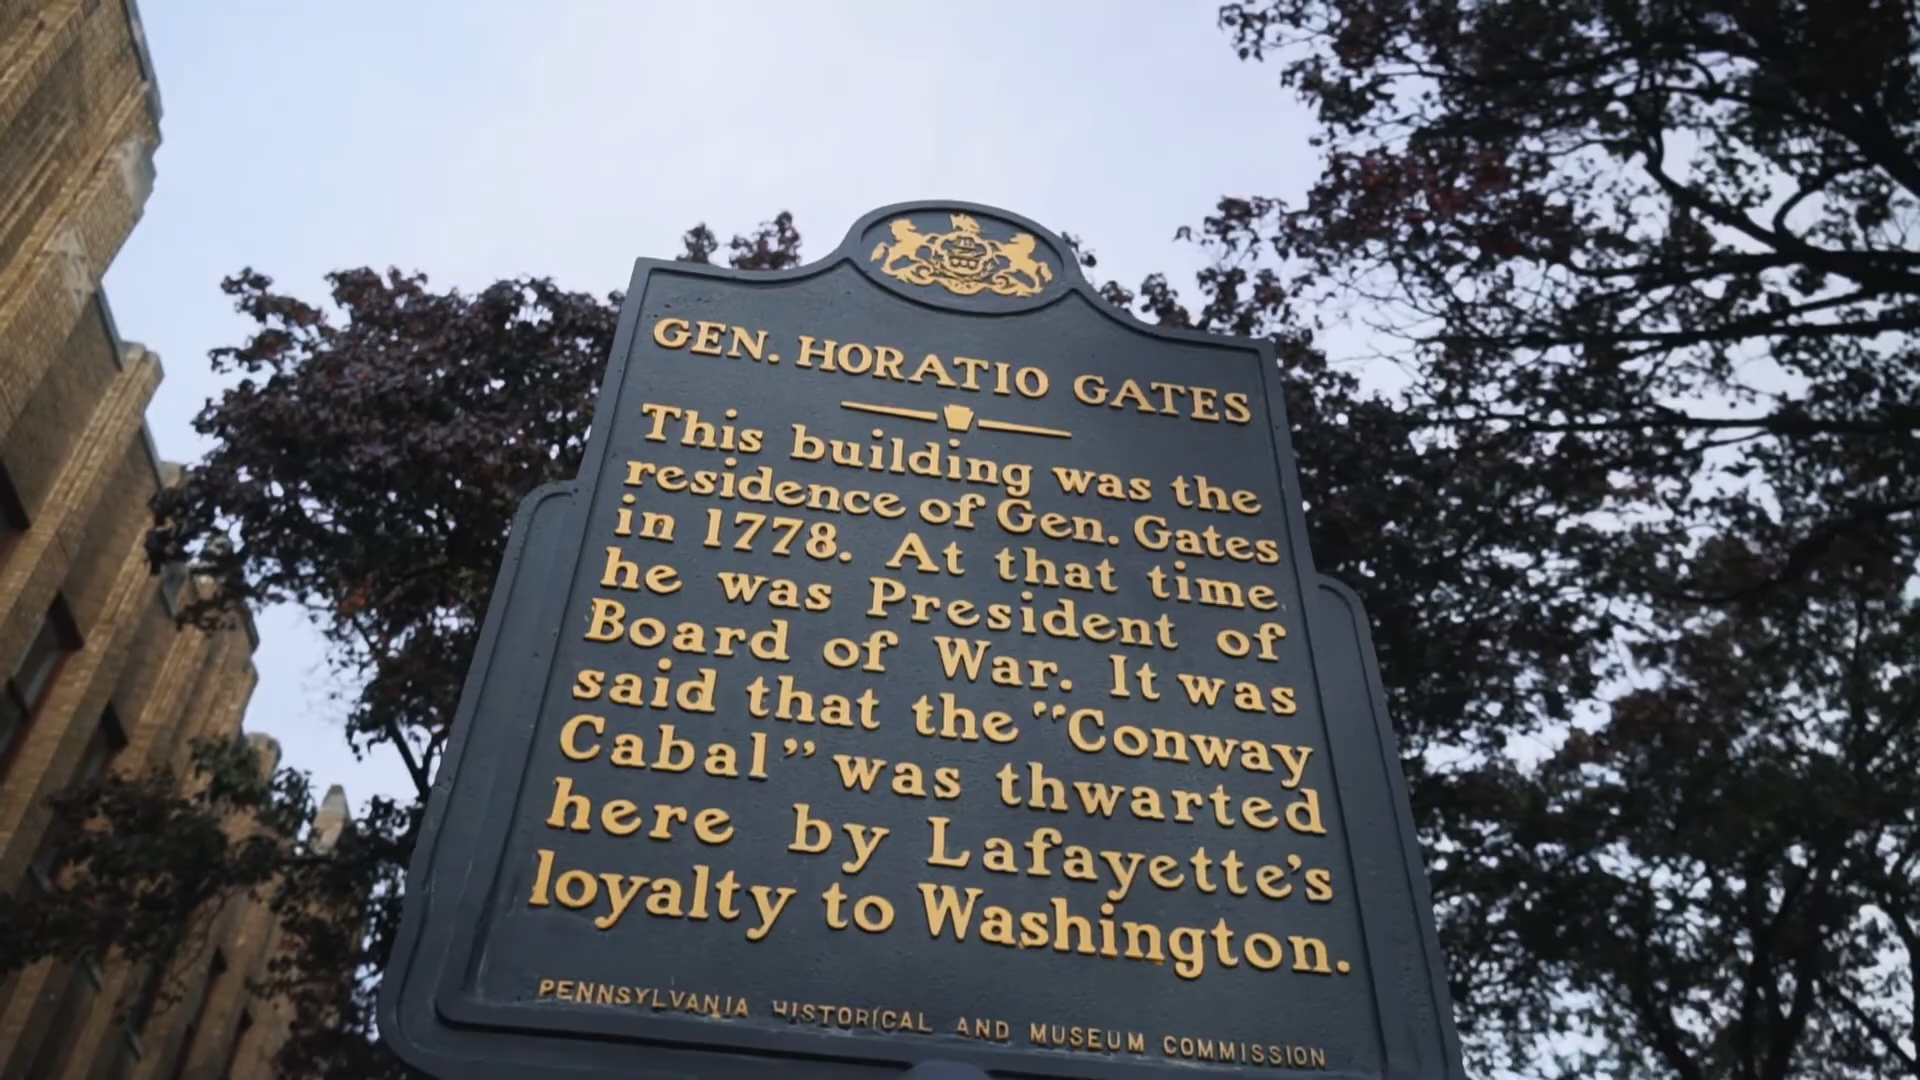 GEN. HORATIO GATES
This building was the
residence of Gen. Gates
in 1778. At that time
he was President of
Board of War. It was
said that the "Conway
Cabal" was thwarted
here by Lafayette's
loyalty to Washington.
PENNSYLVANIA HISTORICAL AND MUSEUM COMMISSION